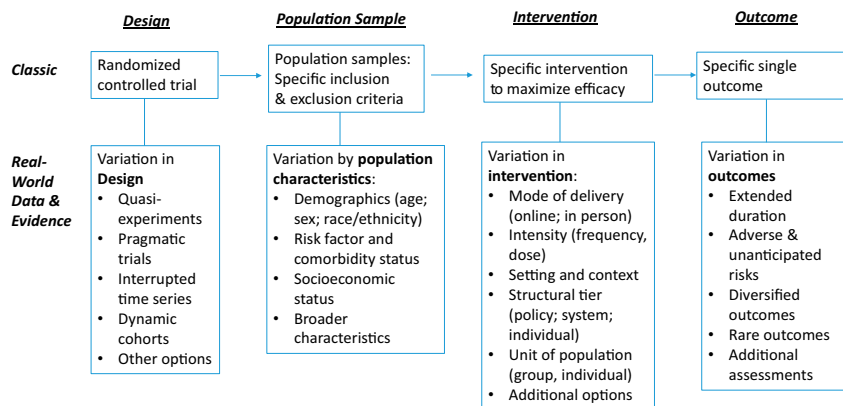 Design
Population Sample
Intervention
Outcome
Classic
Randomized
controlled trial
Population samples:
Specific inclusion
& exclusion criteria
Specific intervention
to maximize efficacy
Specific single
outcome
Real-
World
Data &
Evidence
Variation in
Design
• Quasi-
experiments
• Pragmatic
trials
• Interrupted
time series
• Dynamic
cohorts
• Other options
Variation by population
characteristics:
• Demographics (age;
sex; race/ethnicity)
• Risk factor and
comorbidity status
• Socioeconomic
status
• Broader
characteristics
Variation in
intervention:
• Mode of delivery
(online; in person)
• Intensity (frequency,
dose)
• Setting and context
• Structural tier
(policy; system;
individual)
• Unit of population
(group, individual)
• Additional options
Variation in
outcomes
• Extended
duration
• Adverse &
unanticipated
risks
• Diversified
outcomes
• Rare outcomes
• Additional
assessments